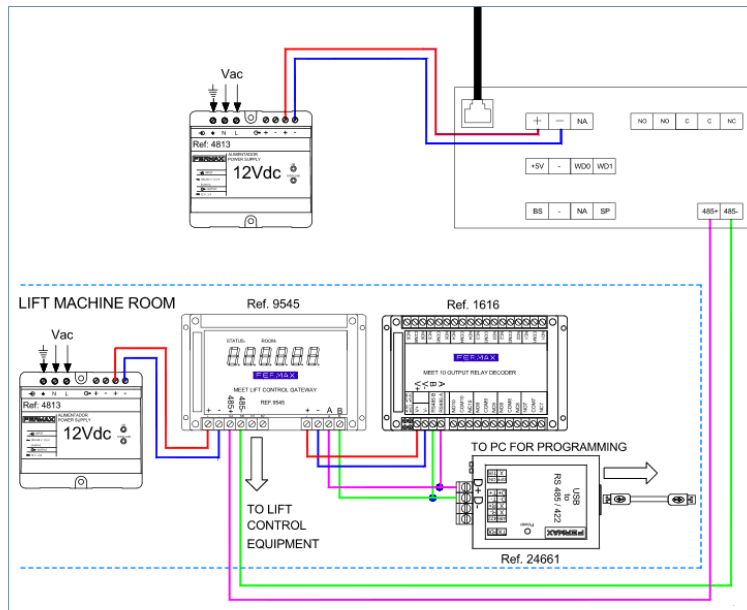 Vac
N L
+ - + -
Ref: 4813
FERMAX
ALIMENTADOR
POWER SUPPLY
12Vdc
+ - NA
NO NO C C NC
+5V - WD0 WD1
BS - NA SP
485+ 485-
LIFT MACHINE ROOM
Ref. 9545
Ref. 1616
Vac
N L
+ - + -
Ref: 4813
FERMAX
ALIMENTADOR
POWER SUPPLY
12Vdc
STATUS: ROOM:
FERMAX
MEET LIFT CONTROL GATEWAY
REF.9545
+ - 485+ 485-
+ - A B
FERMAX
MEET 10 OUTPUT RELAY DECODER
TO PC FOR PROGRAMMING
D+
D-
USB
to
RS 485 / 422
Power
FERMAX
Ref. 24661
TO LIFT
CONTROL
EQUIPMENT